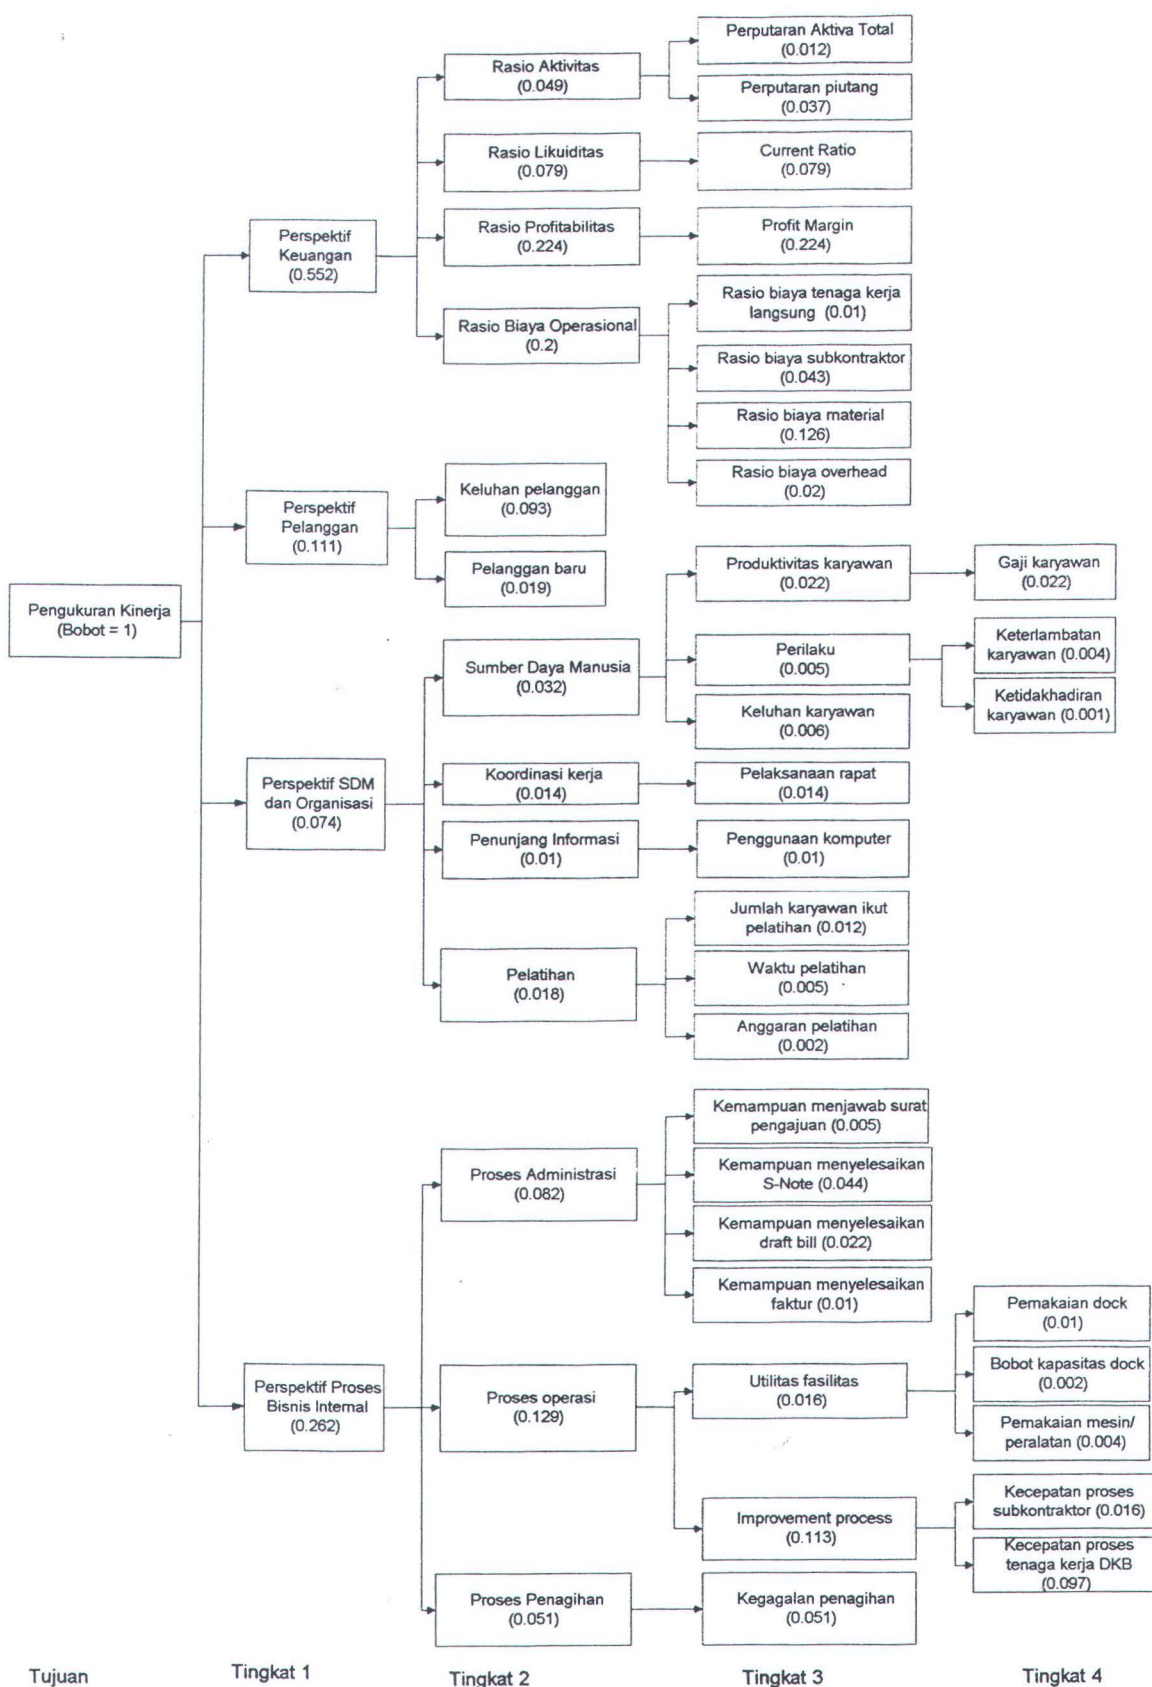 Perputaran Aktiva Total
(0.012)
Rasio Aktivitas
(0.049)
Perputaran piutang
(0.037)
Rasio Likuiditas
(0.079)
Current Ratio
(0.079)
Perspektif
Keuangan
(0.552)
Rasio Profitabilitas
(0.224)
Profit Margin
(0.224)
Rasio Biaya Operasional
(0.2)
Rasio biaya tenaga kerja
langsung (0.01)
Rasio biaya subkontraktor
(0.043)
Rasio biaya material
(0.126)
Rasio biaya overhead
(0.02)
Perspektif
Pelanggan
(0.111)
Keluhan pelanggan
(0.093)
Pelanggan baru
(0.019)
Pengukuran Kinerja
(Bobot = 1)
Produktivitas karyawan
(0.022)
Gaji karyawan
(0.022)
Sumber Daya Manusia
(0.032)
Perilaku
(0.005)
Keterlambatan
karyawan (0.004)
Ketidakhadiran
karyawan (0.001)
Keluhan karyawan
(0.006)
Perspektif SDM
dan Organisasi
(0.074)
Koordinasi kerja
(0.014)
Pelaksanaan rapat
(0.014)
Penunjang Informasi
(0.01)
Penggunaan komputer
(0.01)
Pelatihan
(0.018)
Jumlah karyawan ikut
pelatihan (0.012)
Waktu pelatihan
(0.005)
Anggaran pelatihan
(0.002)
Proses Administrasi
(0.082)
Kemampuan menjawab surat
pengajuan (0.005)
Kemampuan menyelesaikan
S-Note (0.044)
Kemampuan menyelesaikan
draft bill (0.022)
Kemampuan menyelesaikan
faktur (0.01)
Perspektif Proses
Bisnis Internal
(0.262)
Proses operasi
(0.129)
Utilitas fasilitas
(0.016)
Pemakaian dock
(0.01)
Bobot kapasitas dock
(0.002)
Pemakaian mesin/
peralatan (0.004)
Improvement process
(0.113)
Kecepatan proses
subkontraktor (0.016)
Kecepatan proses
tenaga kerja DKB
(0.097)
Proses Penagihan
(0.051)
Kegagalan penagihan
(0.051)
Tujuan
Tingkat 1
Tingkat 2
Tingkat 3
Tingkat 4